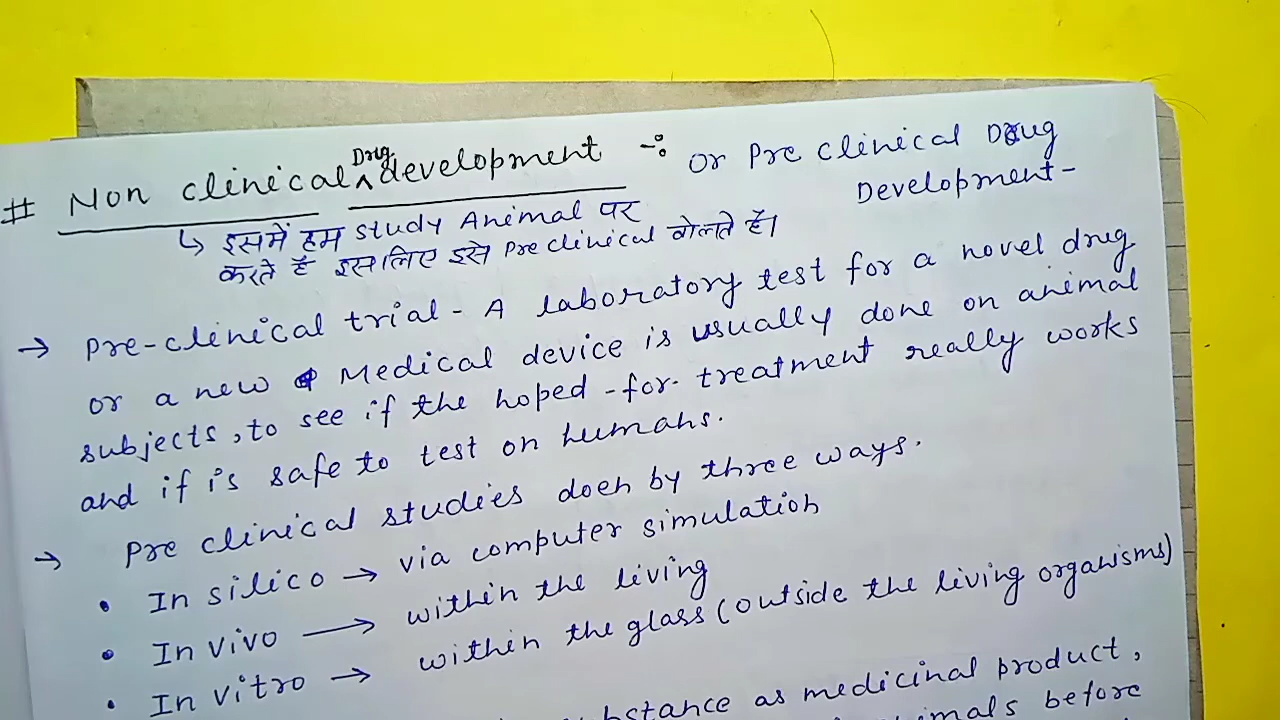 # Non clinical Drug development -: or Pre clinical Drug
Development-
↳ इसमें हम study Animal पर
करते हैं इसलिए इसे Pre clinical बोलते हैं।
→ Pre-clinical trial - A laboratory test for a novel drug
or a new Medical device is usually done on animal
subjects, to see if the hoped-for- treatment really works
and if is safe to test on humans.
→ Pre clinical studies doen by three ways.
• In silico → via computer simulation
• In vivo → within the living
• In vitro → within the glass (outside the living organisms)
substance as medicinal product,
animals before